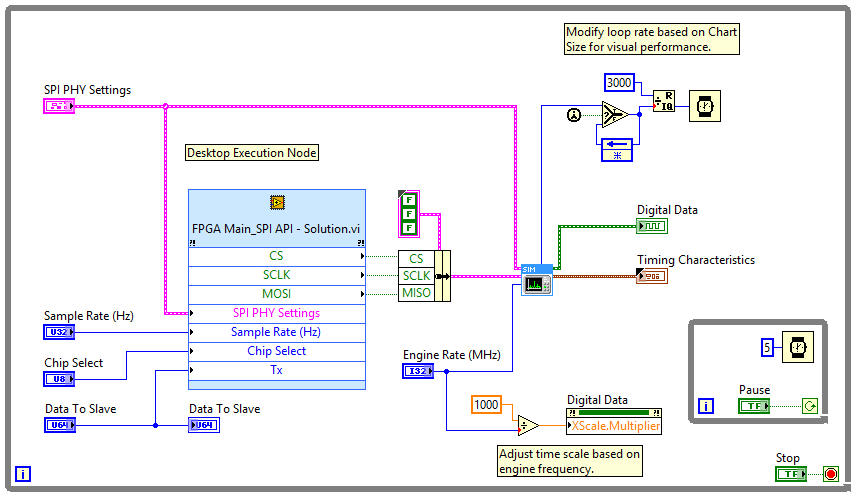 Modify loop rate based on Chart
Size for visual performance.
SPI PHY Settings
3000
R
IQ
Desktop Execution Node
FPGA Main_SPI API - Solution.vi
CS
SCLK
MOSI
SPI PHY Settings
Sample Rate (Hz)
Chip Select
Tx
F
F
F
CS
SCLK
MISO
SIM
Digital Data
Timing Characteristics
Sample Rate (Hz)
U32
Chip Select
U8
Data To Slave
U64
Data To Slave
U64
Engine Rate (MHz)
I32
1000
Digital Data
XScale.Multiplier
Adjust time scale based on
engine frequency.
5
i
Pause
TF
Stop
TF
i